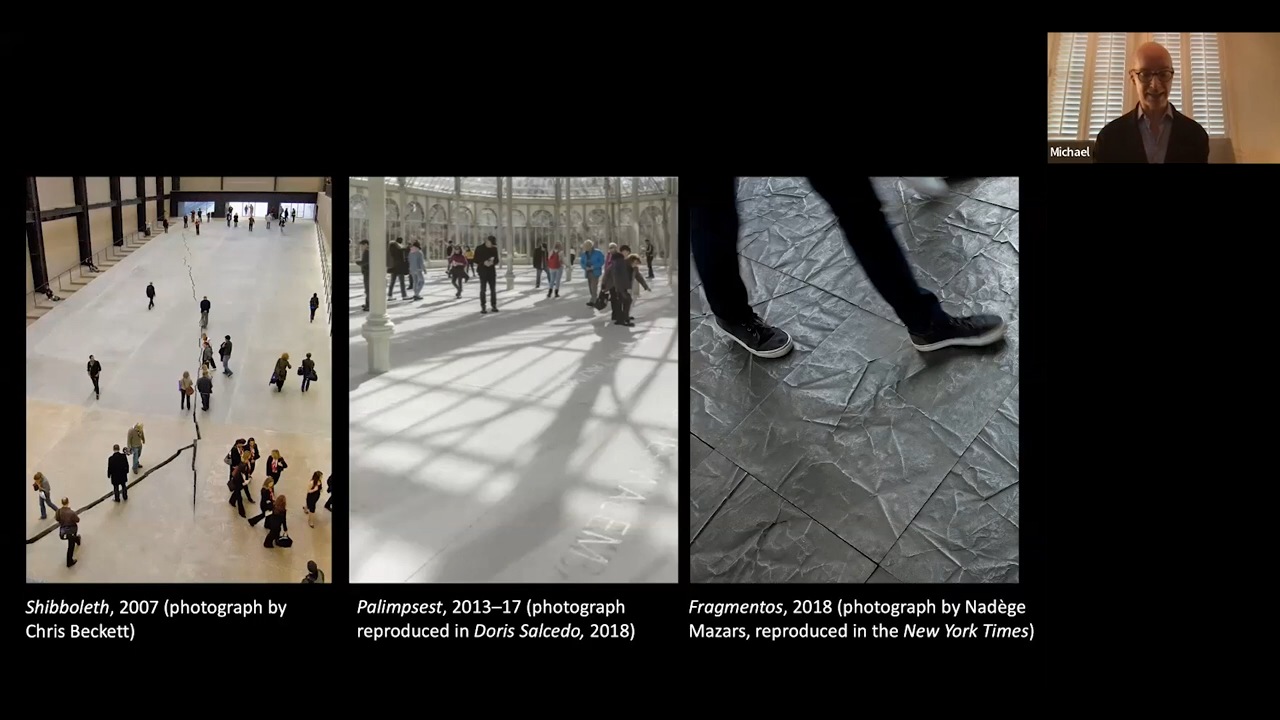 Michael
Shibboleth, 2007 (photograph by
Chris Beckett)
Palimpsest, 2013–17 (photograph
reproduced in Doris Salcedo, 2018)
Fragmentos, 2018 (photograph by Nadège
Mazars, reproduced in the New York Times)